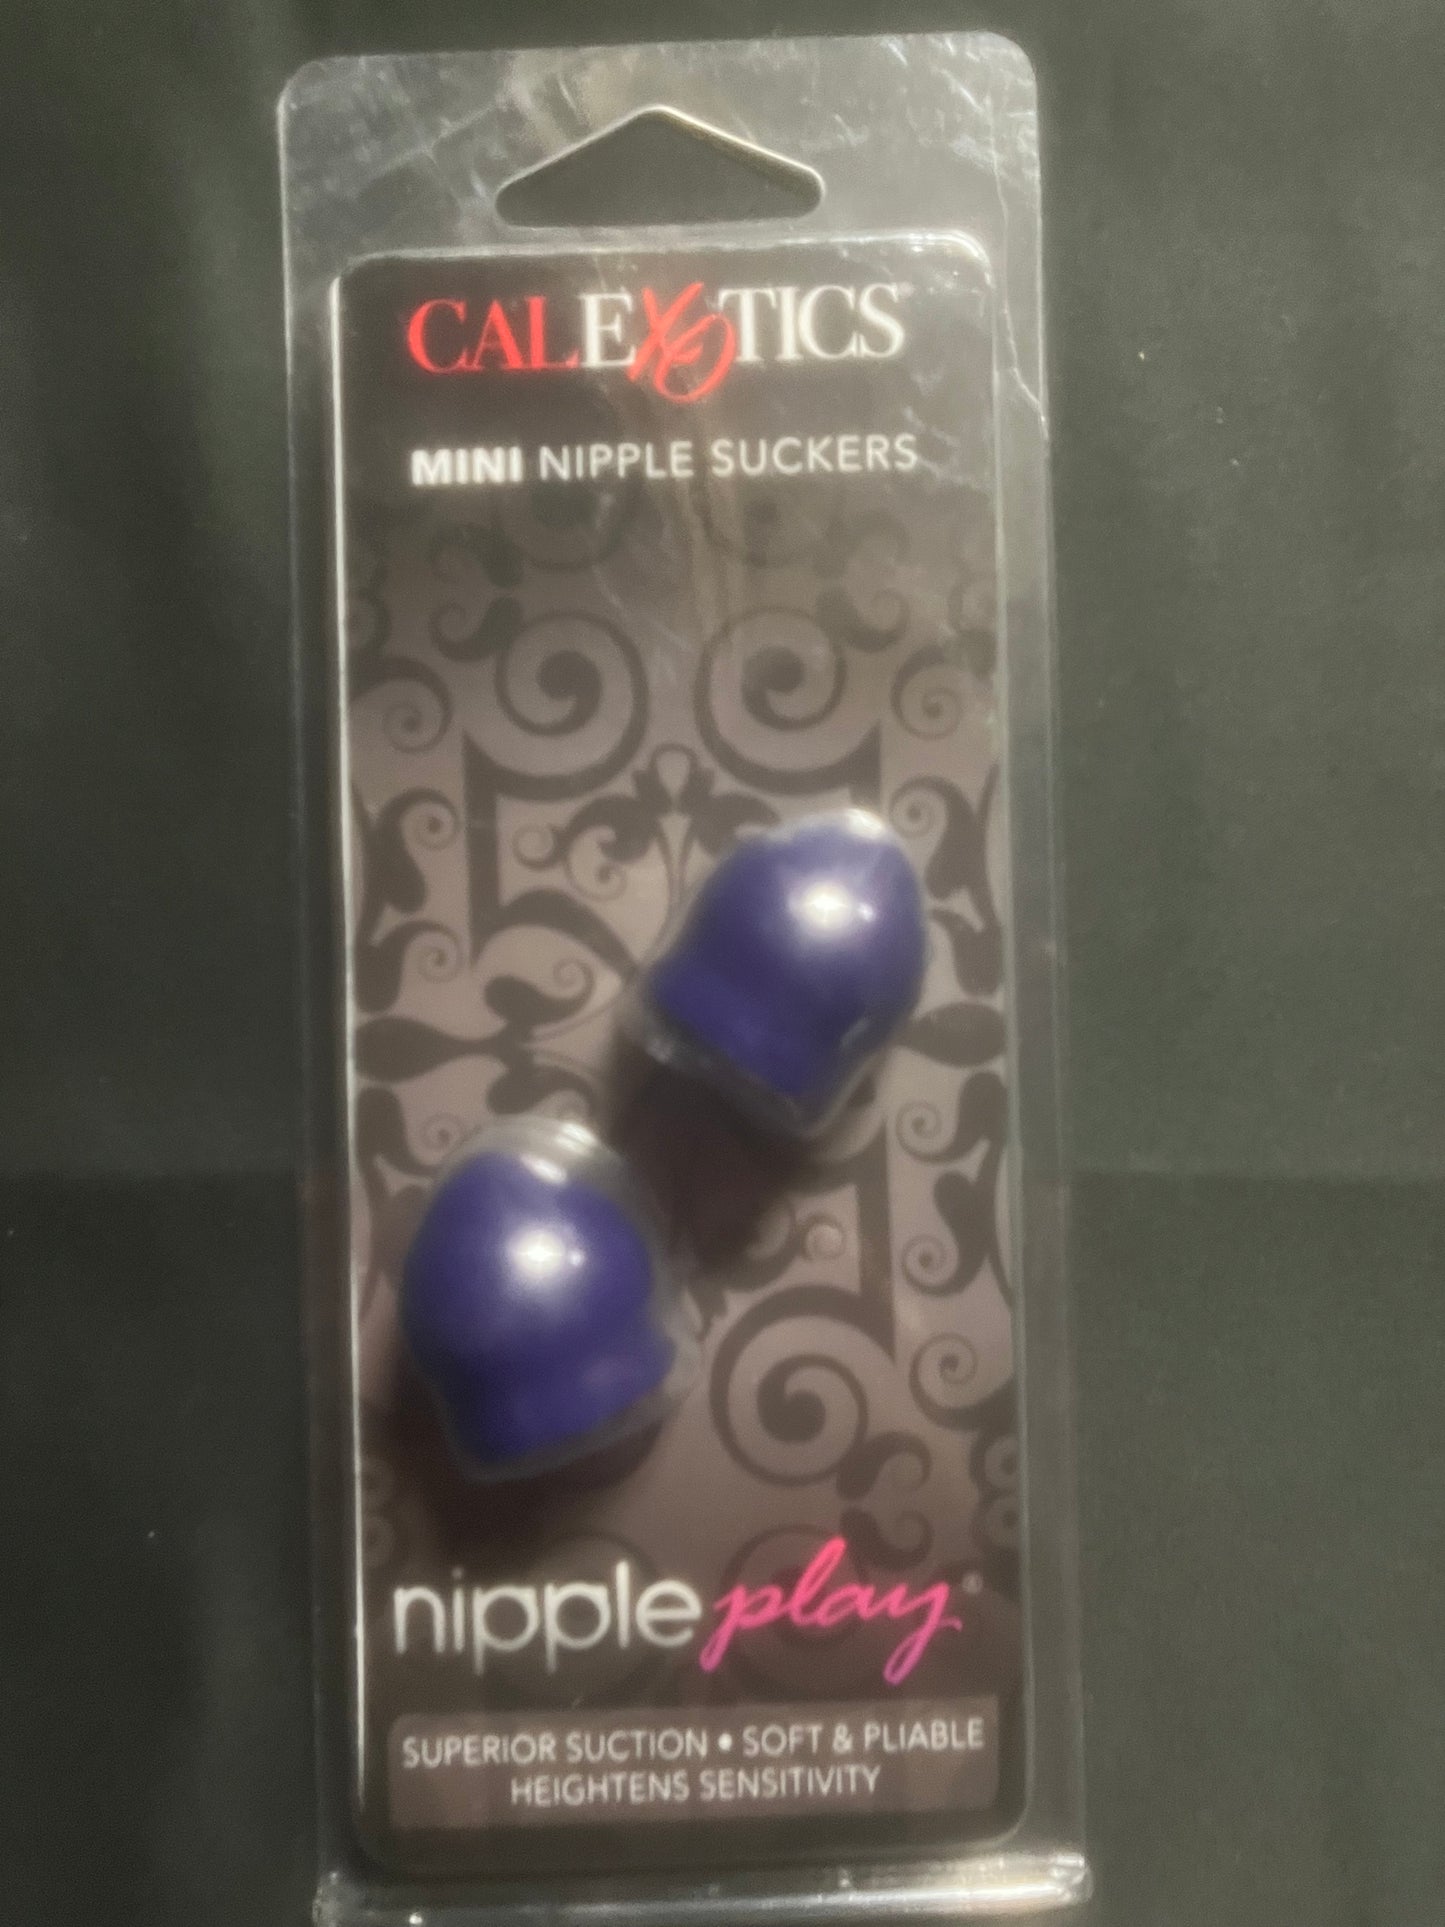 CALEXOTICS®
MINI NIPPLE SUCKERS
nipple play®
SUPERIOR SUCTION • SOFT & PLIABLE
HEIGHTENS SENSITIVITY